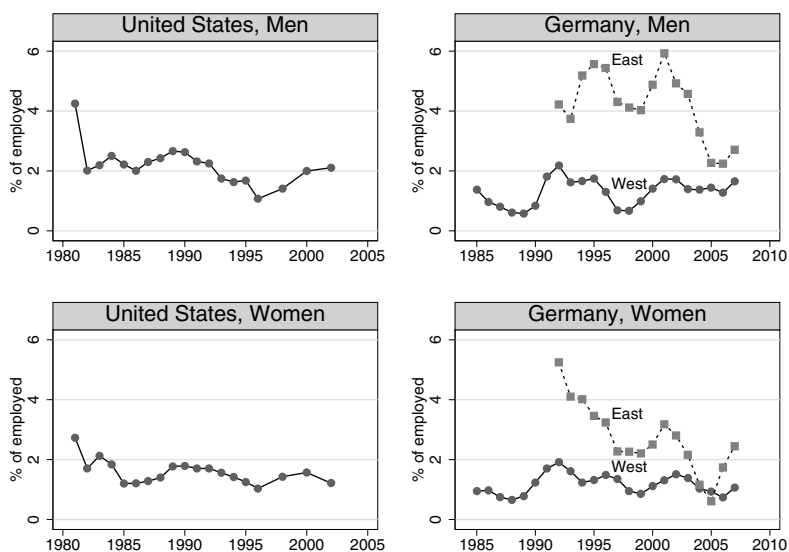 United States, Men
6
4
2
0
% of employed
1980 1985 1990 1995 2000 2005
Germany, Men
6
4
2
0
% of employed
East
West
1985 1990 1995 2000 2005 2010
United States, Women
6
4
2
0
% of employed
1980 1985 1990 1995 2000 2005
Germany, Women
6
4
2
0
% of employed
East
West
1985 1990 1995 2000 2005 2010